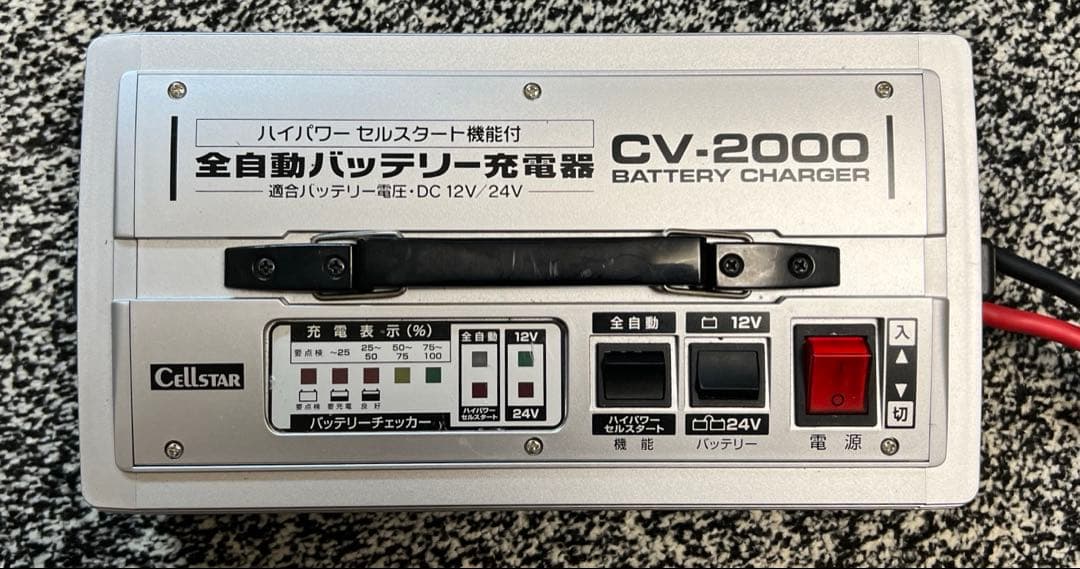 ハイパワー セルスタート機能付
全自動バッテリー充電器
適合バッテリー電圧・DC 12V／24V
CV-2000
BATTERY CHARGER
CELLSTAR
充電表示(%)
要点検 ~25 25~50 50~75 75~100
要点検 要充電 良好
バッテリーチェッカー
全自動
ハイパワー
セルスタート
12V
24V
全自動
ハイパワー
セルスタート
機能
12V
24V
バッテリー
入
切
電源